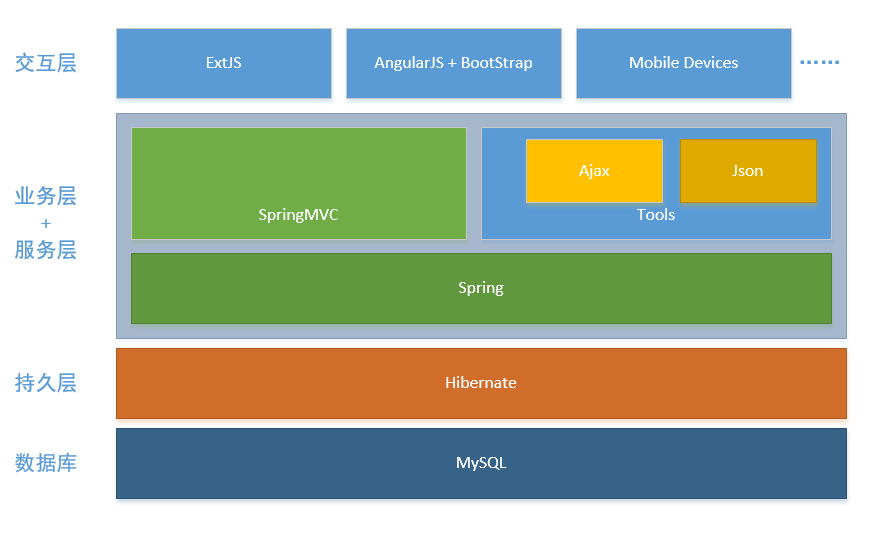 交互层
ExtJS
AngularJS + BootStrap
Mobile Devices
……
业务层
+
服务层
SpringMVC
Ajax
Json
Tools
Spring
持久层
Hibernate
数据库
MySQL